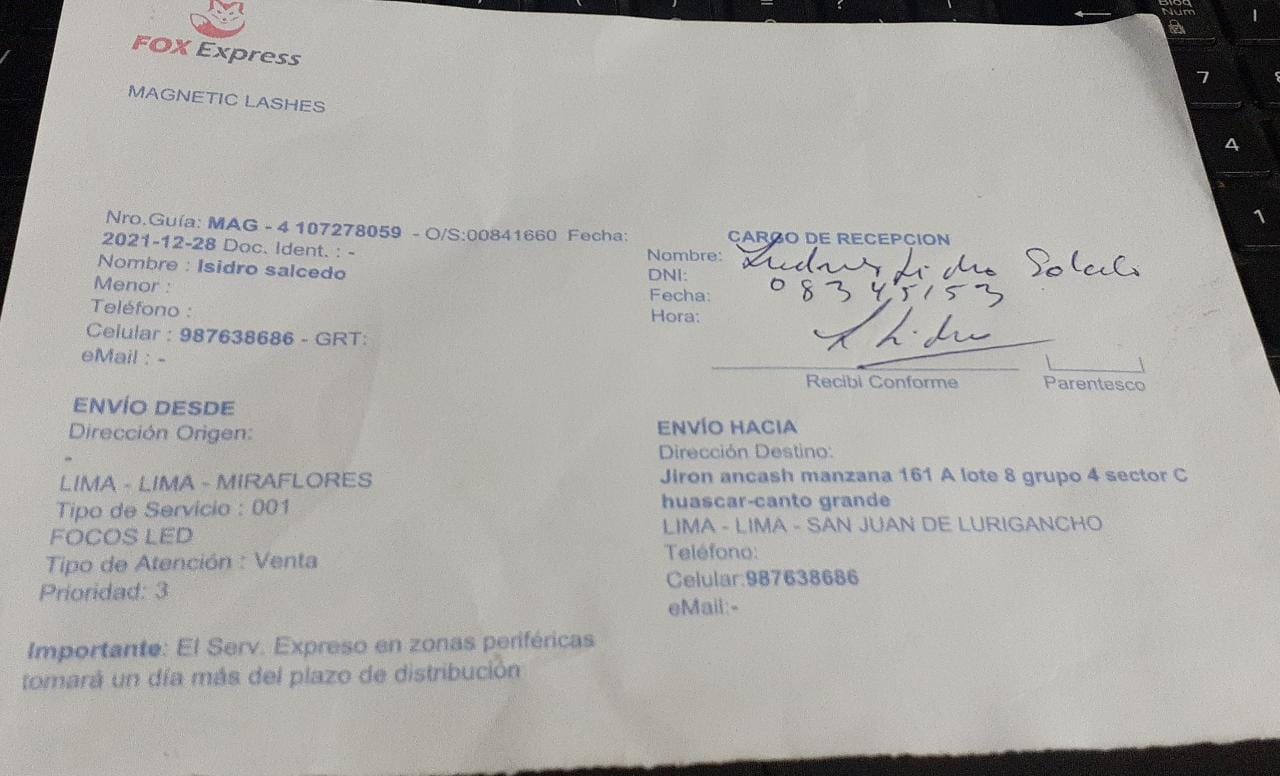 FOX Express
MAGNETIC LASHES
Nro.Guía: MAG - 4 107278059 - O/S:00841660 Fecha:
2021-12-28 Doc. Ident. : -
Nombre : Isidro salcedo
Menor :
Teléfono :
Celular : 987638686 - GRT:
eMail : -
CARGO DE RECEPCION
Nombre:
DNI: 08345153
Fecha:
Hora:
Recibi Conforme
Parentesco
ENVÍO DESDE
Dirección Origen:
-
LIMA - LIMA - MIRAFLORES
Tipo de Servicio : 001
FOCOS LED
Tipo de Atención : Venta
Prioridad: 3
ENVÍO HACIA
Dirección Destino:
Jiron ancash manzana 161 A lote 8 grupo 4 sector C
huascar-canto grande
LIMA - LIMA - SAN JUAN DE LURIGANCHO
Teléfono:
Celular:987638686
eMail:-
Importante: El Serv. Expreso en zonas periféricas
tomará un día más del plazo de distribución
Bloq
Num
7
4
1